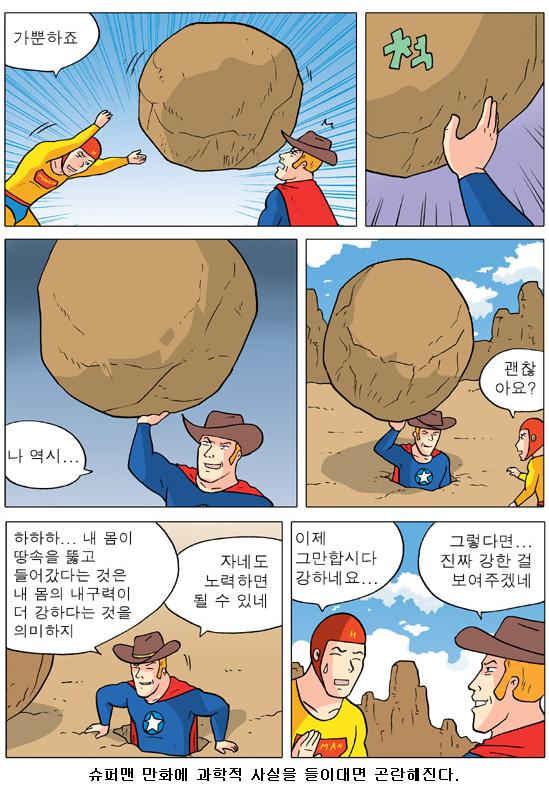 가뿐하죠
척
나 역시...
괜찮
아요?
하하하... 내 몸이
땅속을 뚫고
들어갔다는 것은
내 몸의 내구력이
더 강하다는 것을
의미하지
자네도
노력하면
될 수 있네
이제
그만합시다
강하네요...
그렇다면...
진짜 강한 걸
보여주겠네
H
MAN
슈퍼맨 만화에 과학적 사실을 들이대면 곤란해진다.